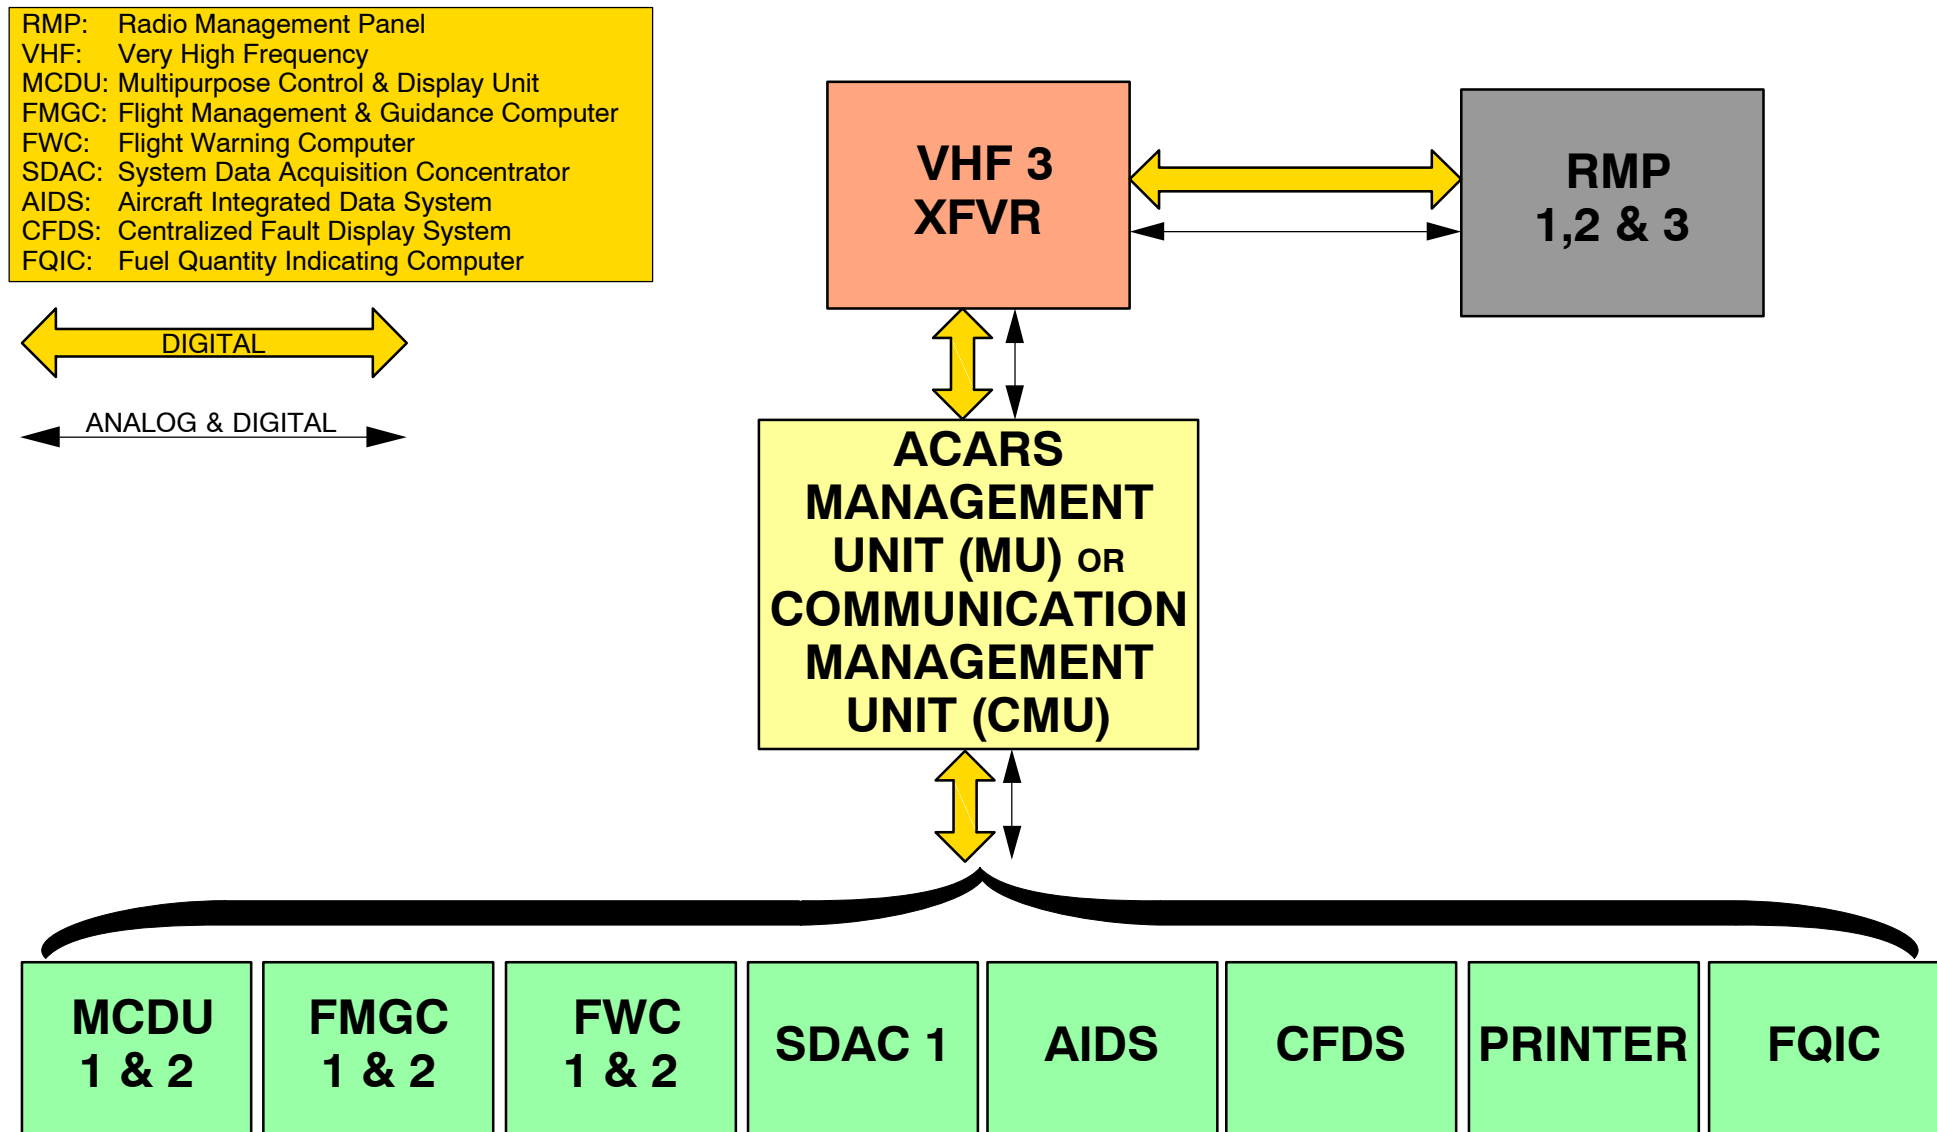 RMP: Radio Management Panel
VHF: Very High Frequency
MCDU: Multipurpose Control & Display Unit
FMGC: Flight Management & Guidance Computer
FWC: Flight Warning Computer
SDAC: System Data Acquisition Concentrator
AIDS: Aircraft Integrated Data System
CFDS: Centralized Fault Display System
FQIC: Fuel Quantity Indicating Computer
DIGITAL
ANALOG & DIGITAL
VHF 3
XFVR
RMP
1,2 & 3
ACARS
MANAGEMENT
UNIT (MU) OR
COMMUNICATION
MANAGEMENT
UNIT (CMU)
MCDU
1 & 2
FMGC
1 & 2
FWC
1 & 2
SDAC 1
AIDS
CFDS
PRINTER
FQIC